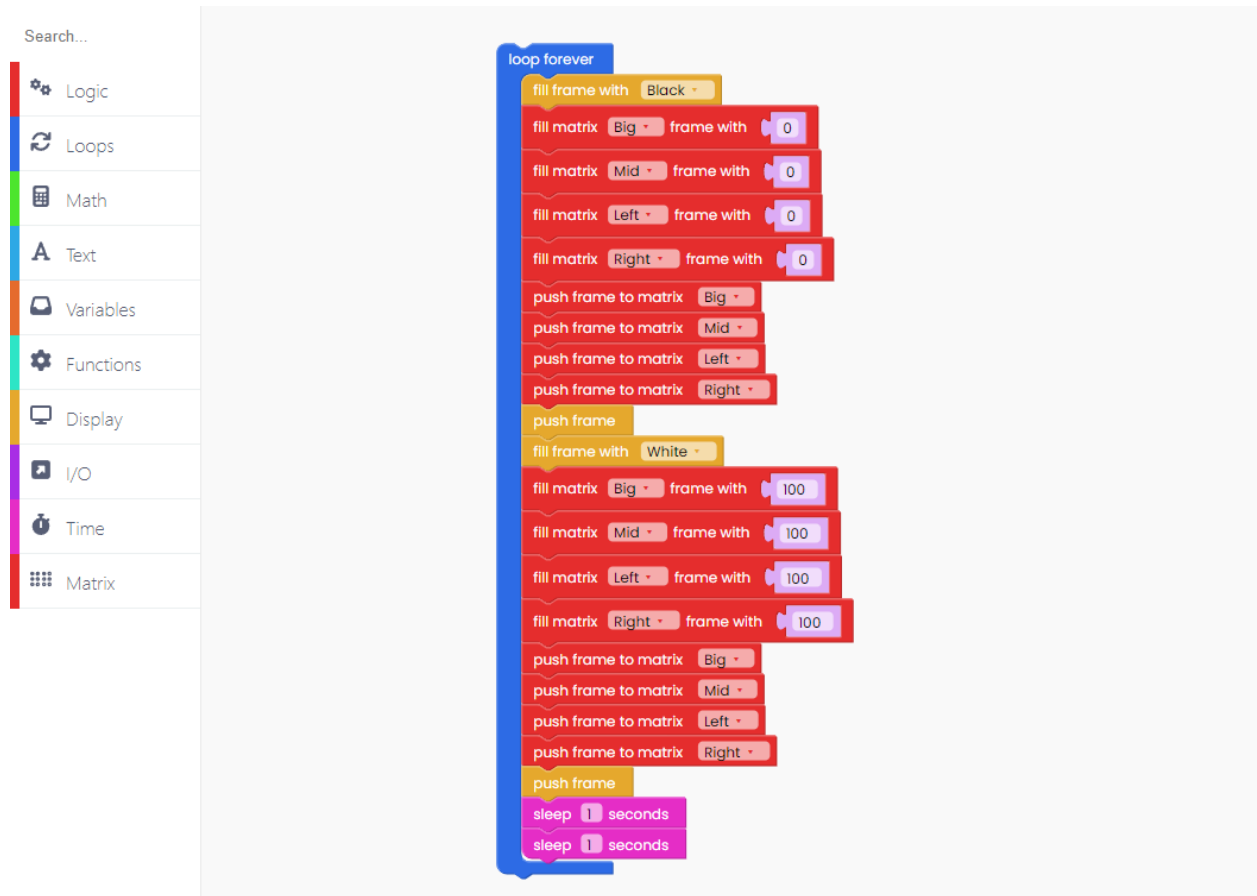 Search...
Logic
Loops
Math
Text
Variables
Functions
Display
I/O
Time
Matrix
loop forever
fill frame with Black
fill matrix Big frame with 0
fill matrix Mid frame with 0
fill matrix Left frame with 0
fill matrix Right frame with 0
push frame to matrix Big
push frame to matrix Mid
push frame to matrix Left
push frame to matrix Right
push frame
fill frame with White
fill matrix Big frame with 100
fill matrix Mid frame with 100
fill matrix Left frame with 100
fill matrix Right frame with 100
push frame to matrix Big
push frame to matrix Mid
push frame to matrix Left
push frame to matrix Right
push frame
sleep 1 seconds
sleep 1 seconds